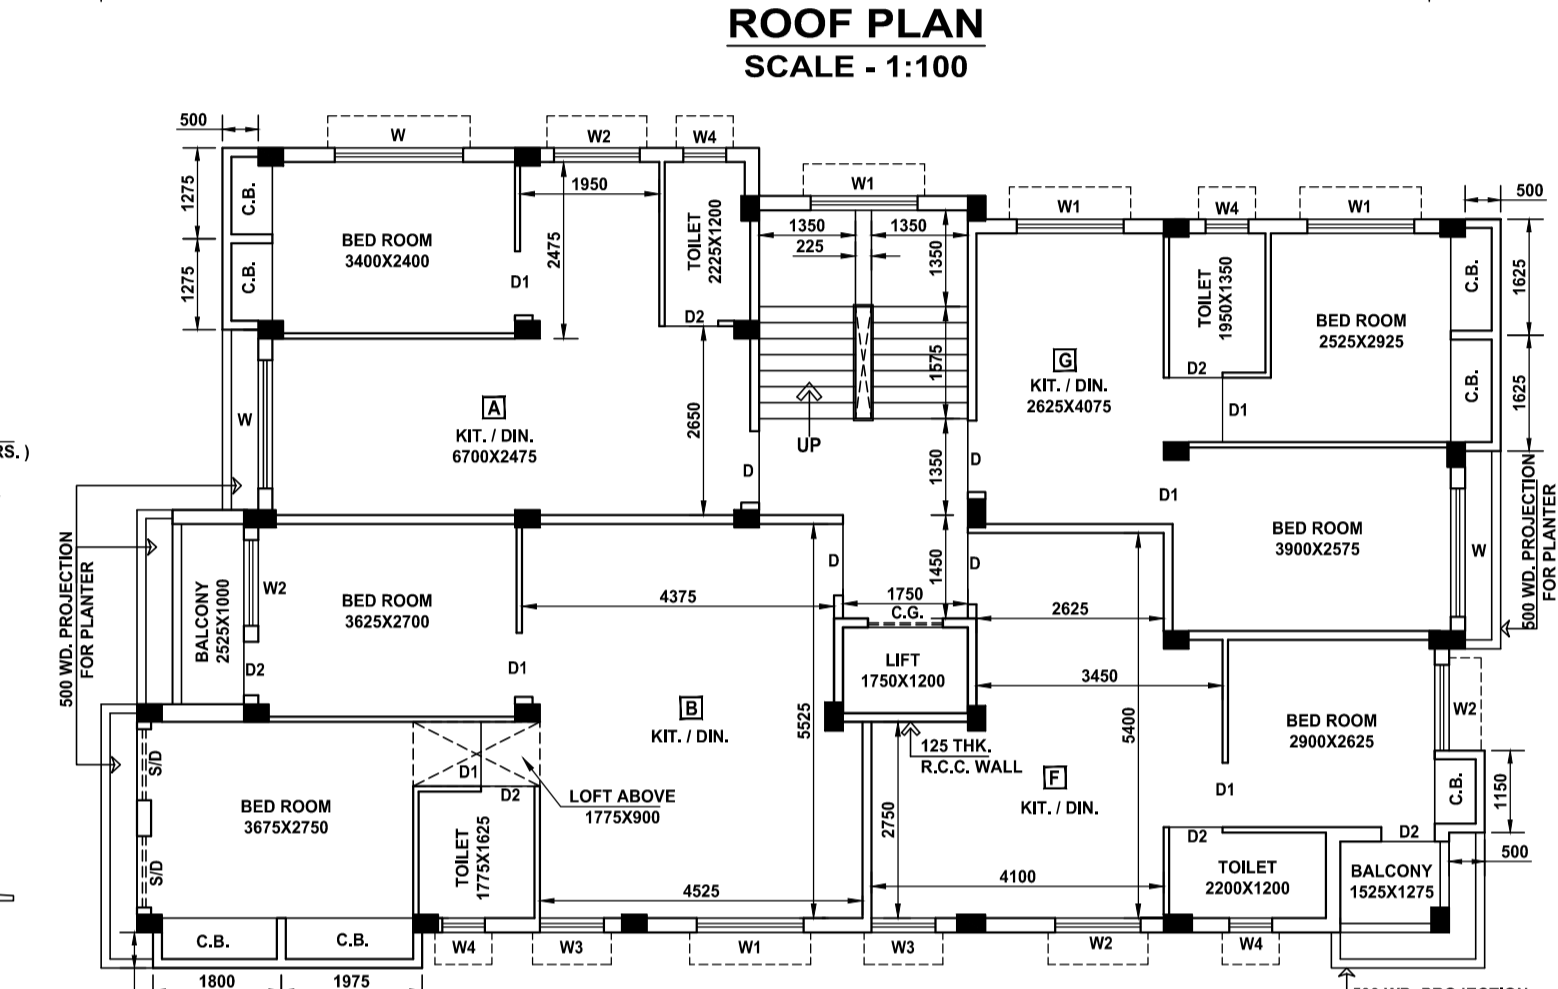 ROOF PLAN
SCALE - 1:100
500
W
W2
W4
W1
W1
W4
W1
500
1275
C.B.
BED ROOM
3400X2400
1950
2475
TOILET
2225X1200
1350
1350
225
1350
TOILET
1950X1350
BED ROOM
2525X2925
C.B.
1625
1275
C.B.
D1
D2
1575
G
KIT. / DIN.
2625X4075
D2
D1
C.B.
1625
W
A
KIT. / DIN.
6700X2475
2650
D
UP
1350
D
D1
RS. )
500 WD. PROJECTION
FOR PLANTER
BALCONY
2525X1000
W2
D2
BED ROOM
3625X2700
D1
4375
D
1450
D
1750
C.G.
LIFT
1750X1200
2625
3450
BED ROOM
3900X2575
W
500 WD. PROJECTION
FOR PLANTER
B
KIT. / DIN.
5525
125 THK.
R.C.C. WALL
5400
BED ROOM
2900X2625
W2
S/D
S/D
BED ROOM
3675X2750
D1
D2
LOFT ABOVE
1775X900
TOILET
1775X1625
2750
F
KIT. / DIN.
D1
C.B.
1150
D2
D2
500
4525
4100
TOILET
2200X1200
BALCONY
1525X1275
C.B.
C.B.
W4
W3
W1
W3
W2
W4
1800
1975
500 WD. PROJECTION